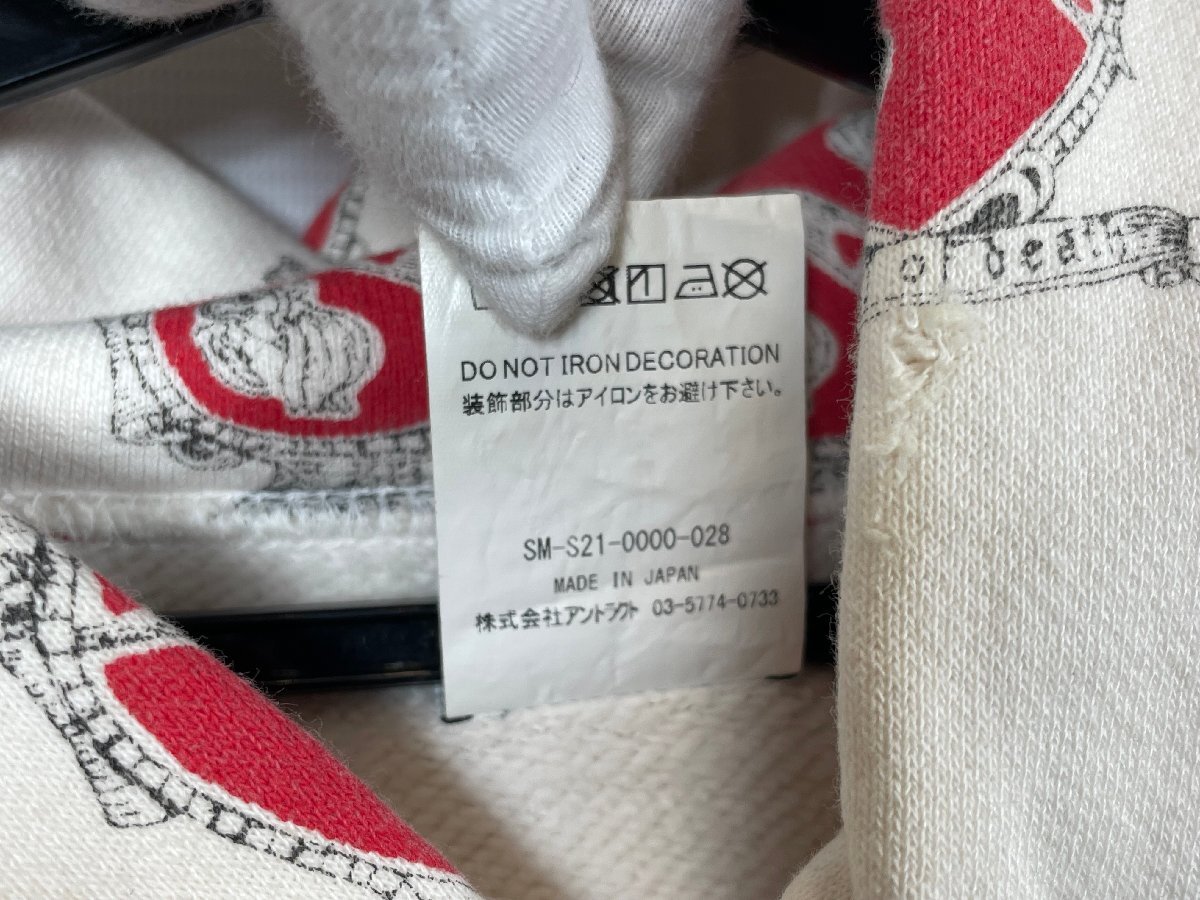 of Death
DO NOT IRON DECORATION
装飾部分はアイロンをお避け下さい。
SM-S21-0000-028
MADE IN JAPAN
株式会社アントラクト 03-5774-0733